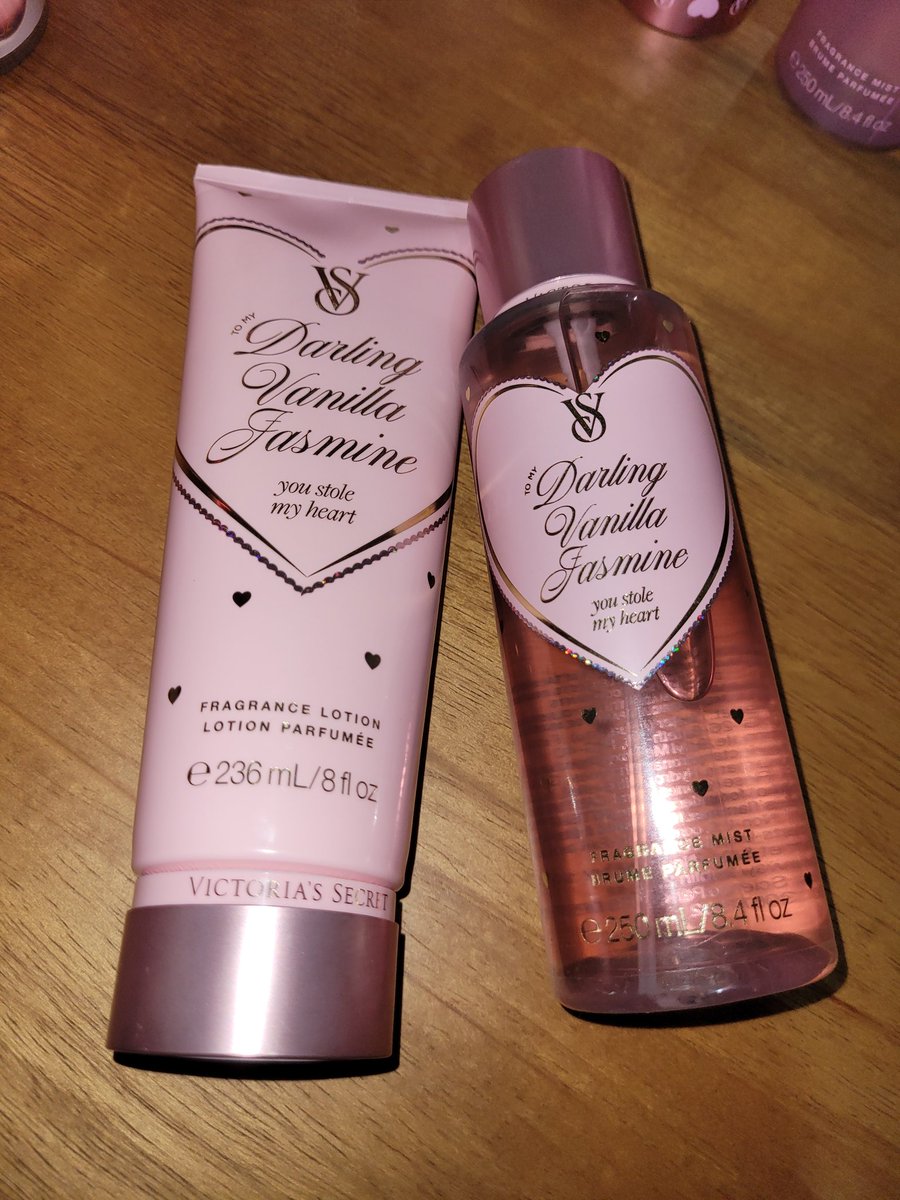 VS
TO MY
Darling
Vanilla
Jasmine
you stole
my heart
FRAGRANCE LOTION
LOTION PARFUMÉE
e 236 mL/8 fl oz
VICTORIA'S SECRET
VS
TO MY
Darling
Vanilla
Jasmine
you stole
my heart
FRAGRANCE MIST
BRUME PARFUMÉE
e 250 mL/8.4 fl oz
FRAGRANCE MIST
BRUME PARFUMÉE
e 250 mL/8.4 fl oz